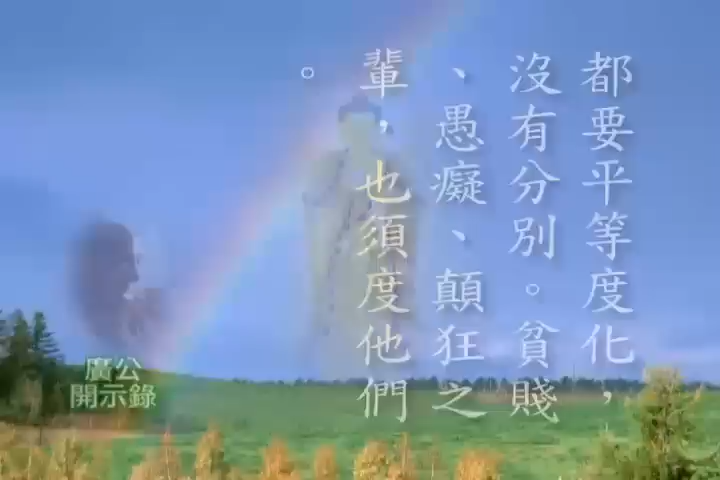 都要平等度化，
沒有分別。貧賤
、愚癡、顛狂之
輩，也須度他們
。
廣公
開示錄